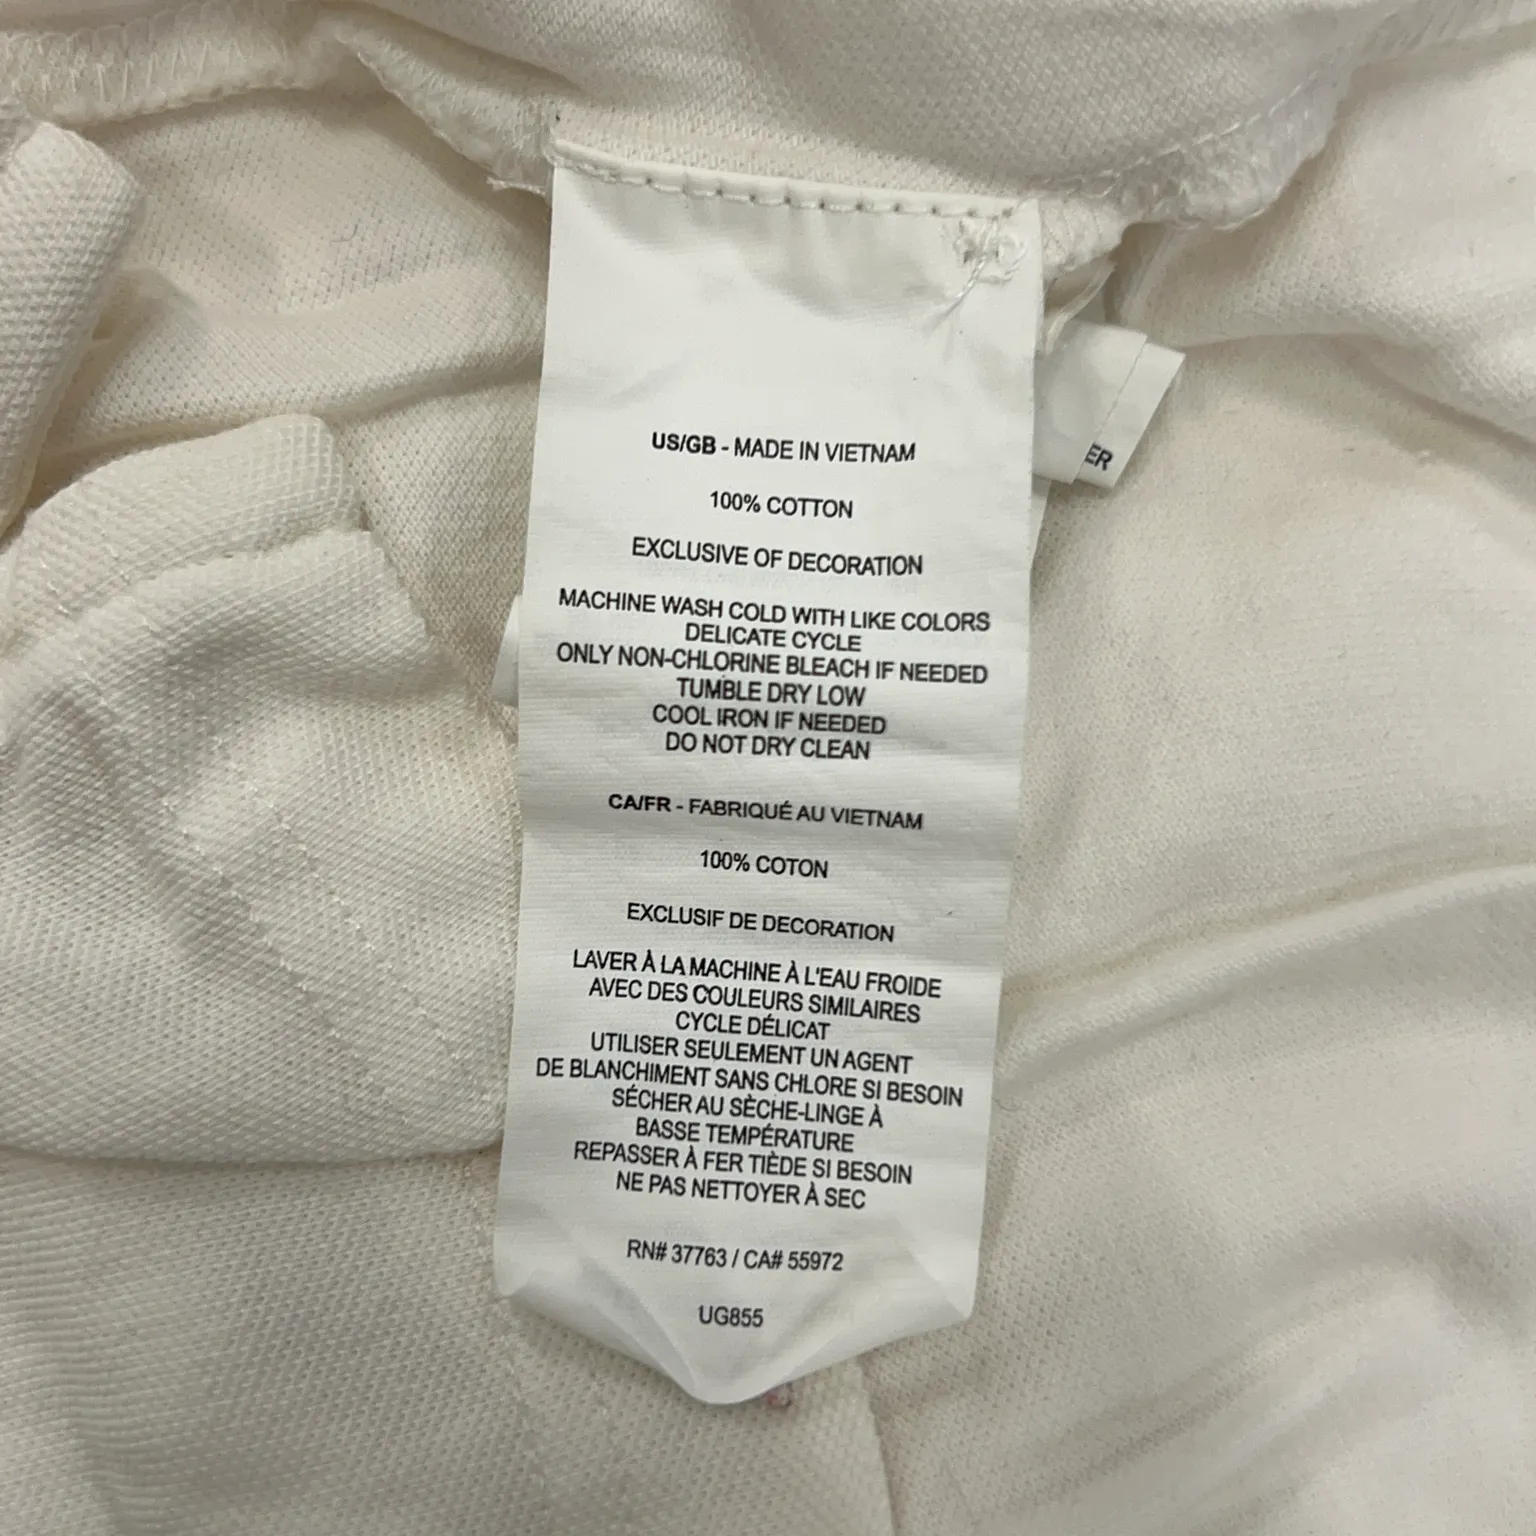 US/GB - MADE IN VIETNAM
100% COTTON
EXCLUSIVE OF DECORATION
MACHINE WASH COLD WITH LIKE COLORS
DELICATE CYCLE
ONLY NON-CHLORINE BLEACH IF NEEDED
TUMBLE DRY LOW
COOL IRON IF NEEDED
DO NOT DRY CLEAN
CA/FR - FABRIQUÉ AU VIETNAM
100% COTON
EXCLUSIF DE DECORATION
LAVER À LA MACHINE À L'EAU FROIDE
AVEC DES COULEURS SIMILAIRES
CYCLE DÉLICAT
UTILISER SEULEMENT UN AGENT
DE BLANCHIMENT SANS CHLORE SI BESOIN
SÉCHER AU SÈCHE-LINGE À
BASSE TEMPÉRATURE
REPASSER À FER TIÈDE SI BESOIN
NE PAS NETTOYER À SEC
RN# 37763 / CA# 55972
UG855